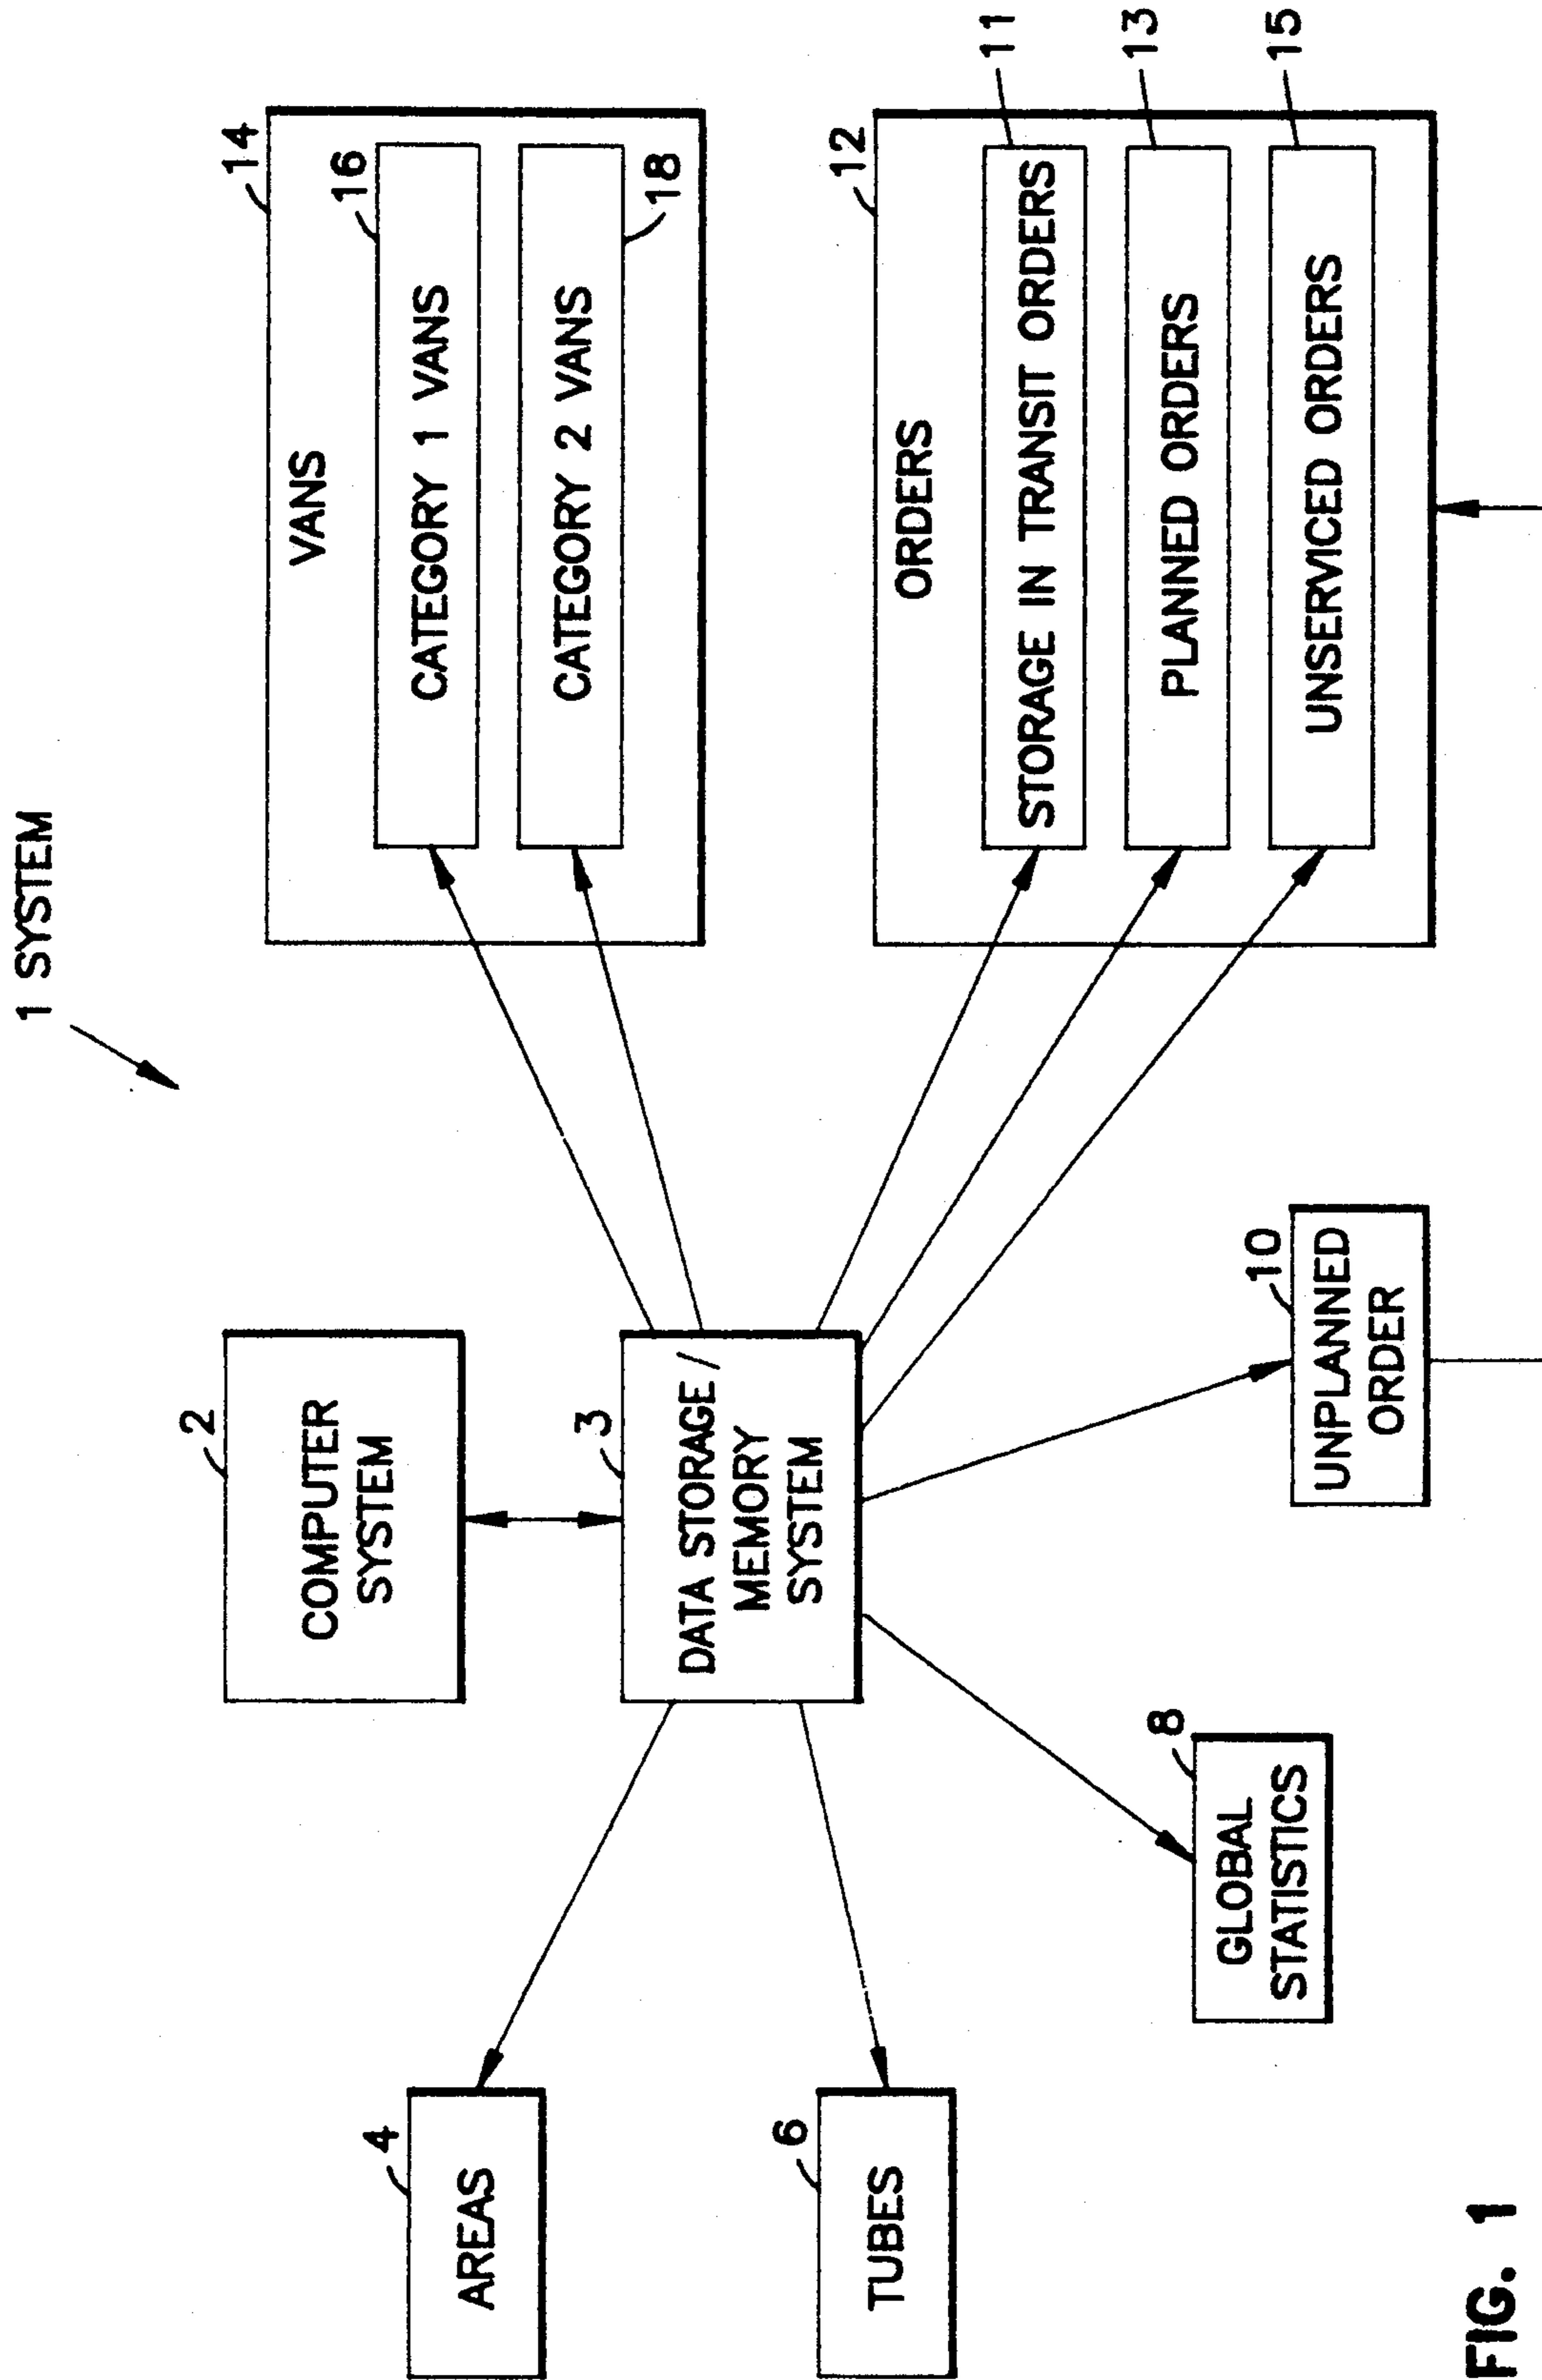 1 SYSTEM
2
COMPUTER
SYSTEM
14
VANS
16
CATEGORY 1 VANS
CATEGORY 2 VANS
18
4
AREAS
3
DATA STORAGE /
MEMORY
SYSTEM
6
TUBES
12
ORDERS
STORAGE IN TRANSIT ORDERS
11
PLANNED ORDERS
13
UNSERVICED ORDERS
15
8
GLOBAL
STATISTICS
10
UNPLANNED
ORDER
FIG. 1